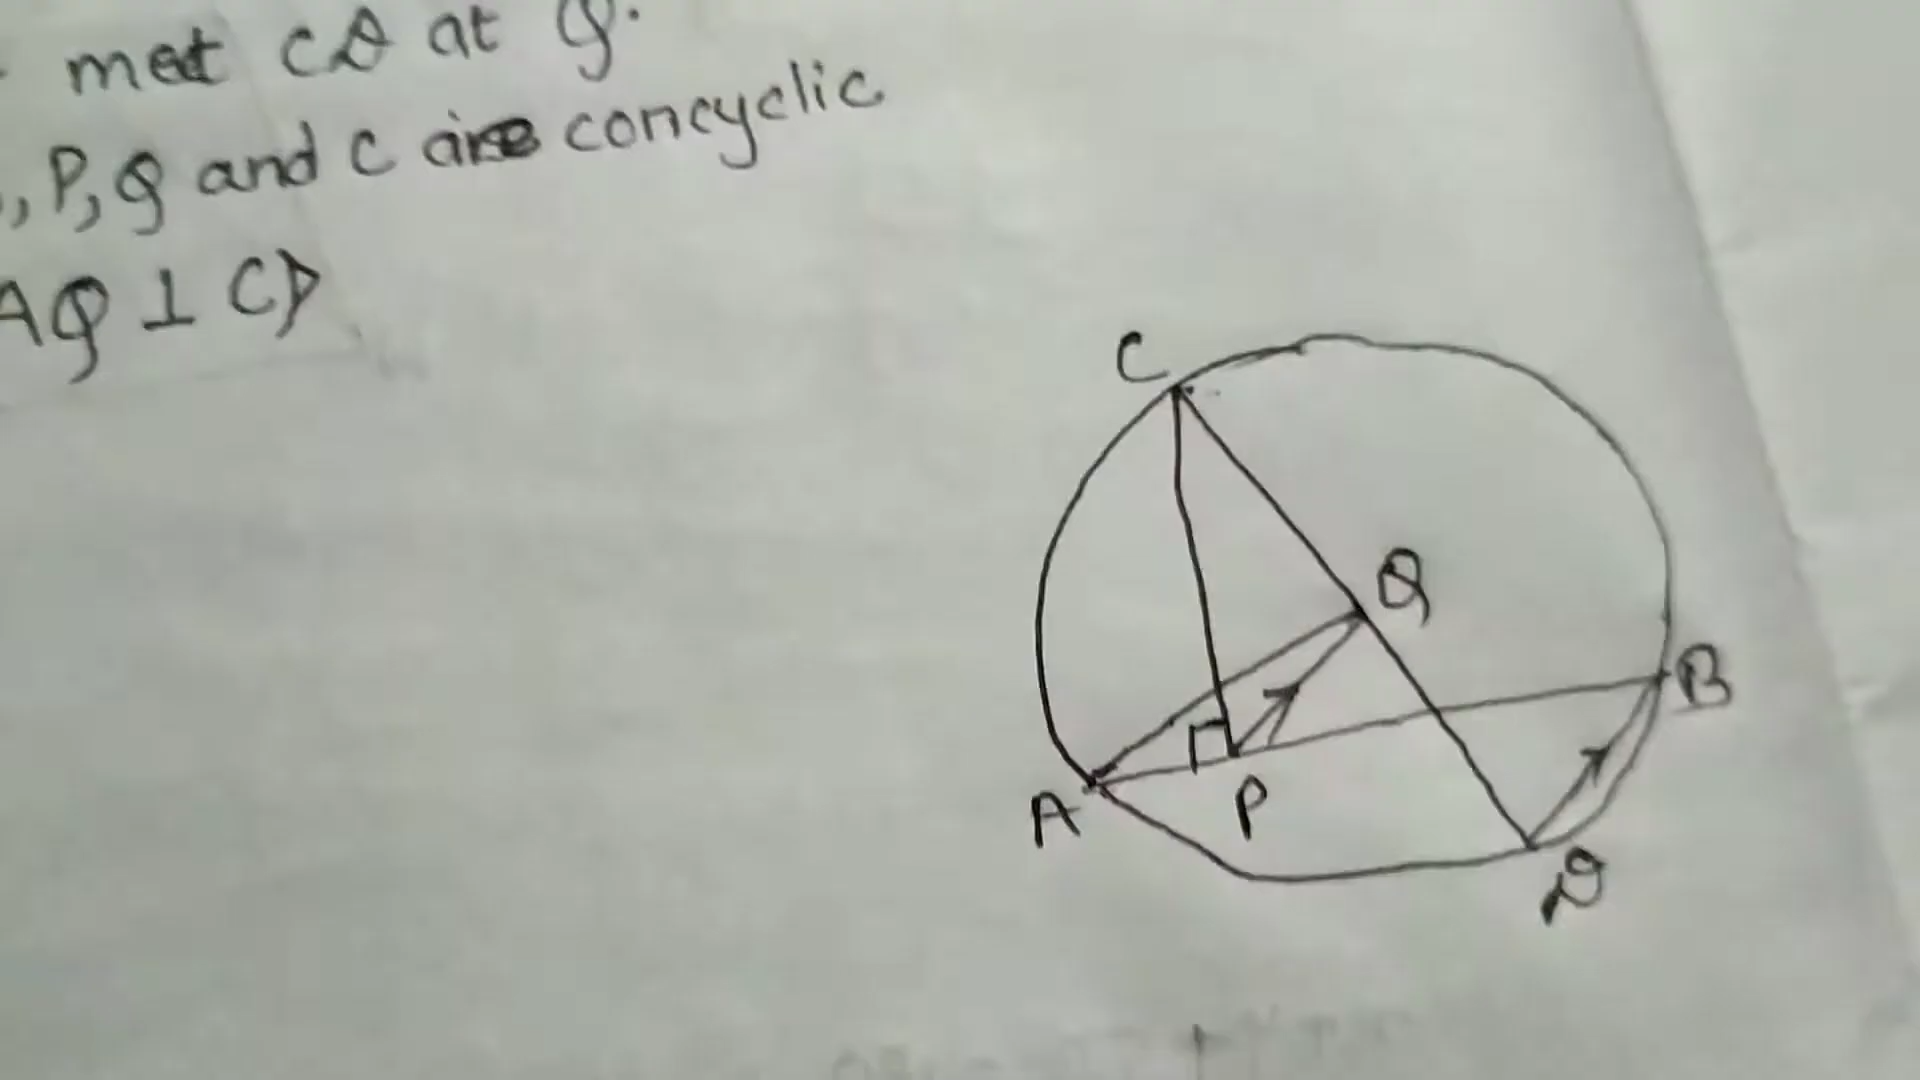 met CD at Q.
, P, Q and C are concyclic
AQ ⊥ CD
C
Q
B
A
P
D